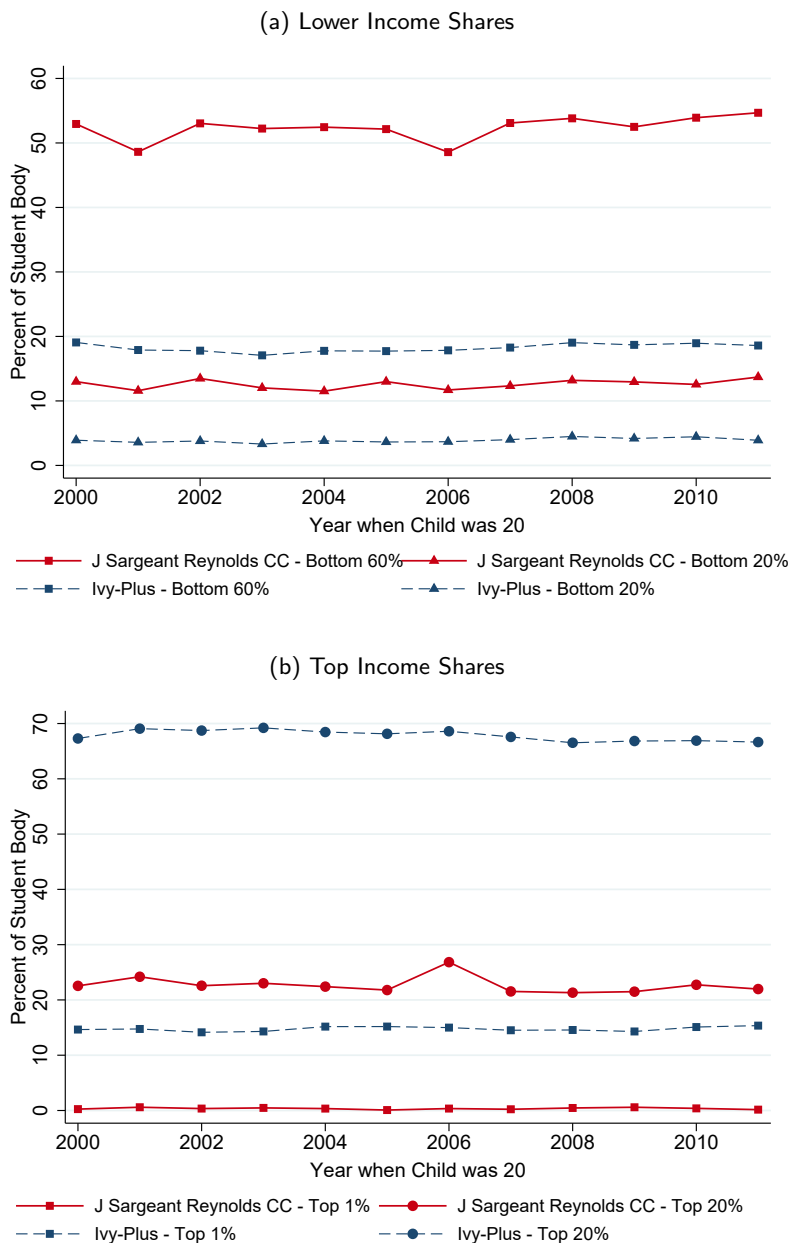 (a) Lower Income Shares
Percent of Student Body
60
50
40
30
20
10
0
2000 2002 2004 2006 2008 2010
Year when Child was 20
J Sargeant Reynolds CC - Bottom 60% J Sargeant Reynolds CC - Bottom 20%
Ivy-Plus - Bottom 60% Ivy-Plus - Bottom 20%
(b) Top Income Shares
Percent of Student Body
70
60
50
40
30
20
10
0
2000 2002 2004 2006 2008 2010
Year when Child was 20
J Sargeant Reynolds CC - Top 1% J Sargeant Reynolds CC - Top 20%
Ivy-Plus - Top 1% Ivy-Plus - Top 20%